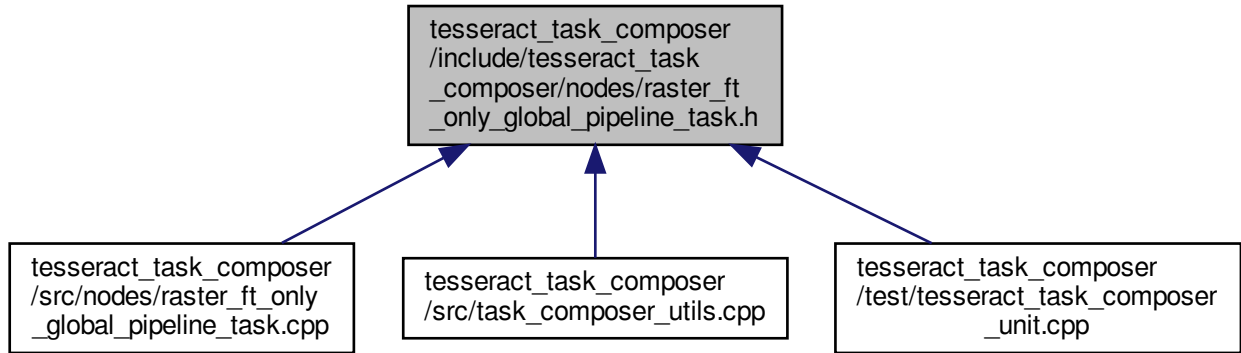 tesseract_task_composer
/include/tesseract_task
_composer/nodes/raster_ft
_only_global_pipeline_task.h
tesseract_task_composer
/src/nodes/raster_ft_only
_global_pipeline_task.cpp
tesseract_task_composer
/src/task_composer_utils.cpp
tesseract_task_composer
/test/tesseract_task_composer
_unit.cpp